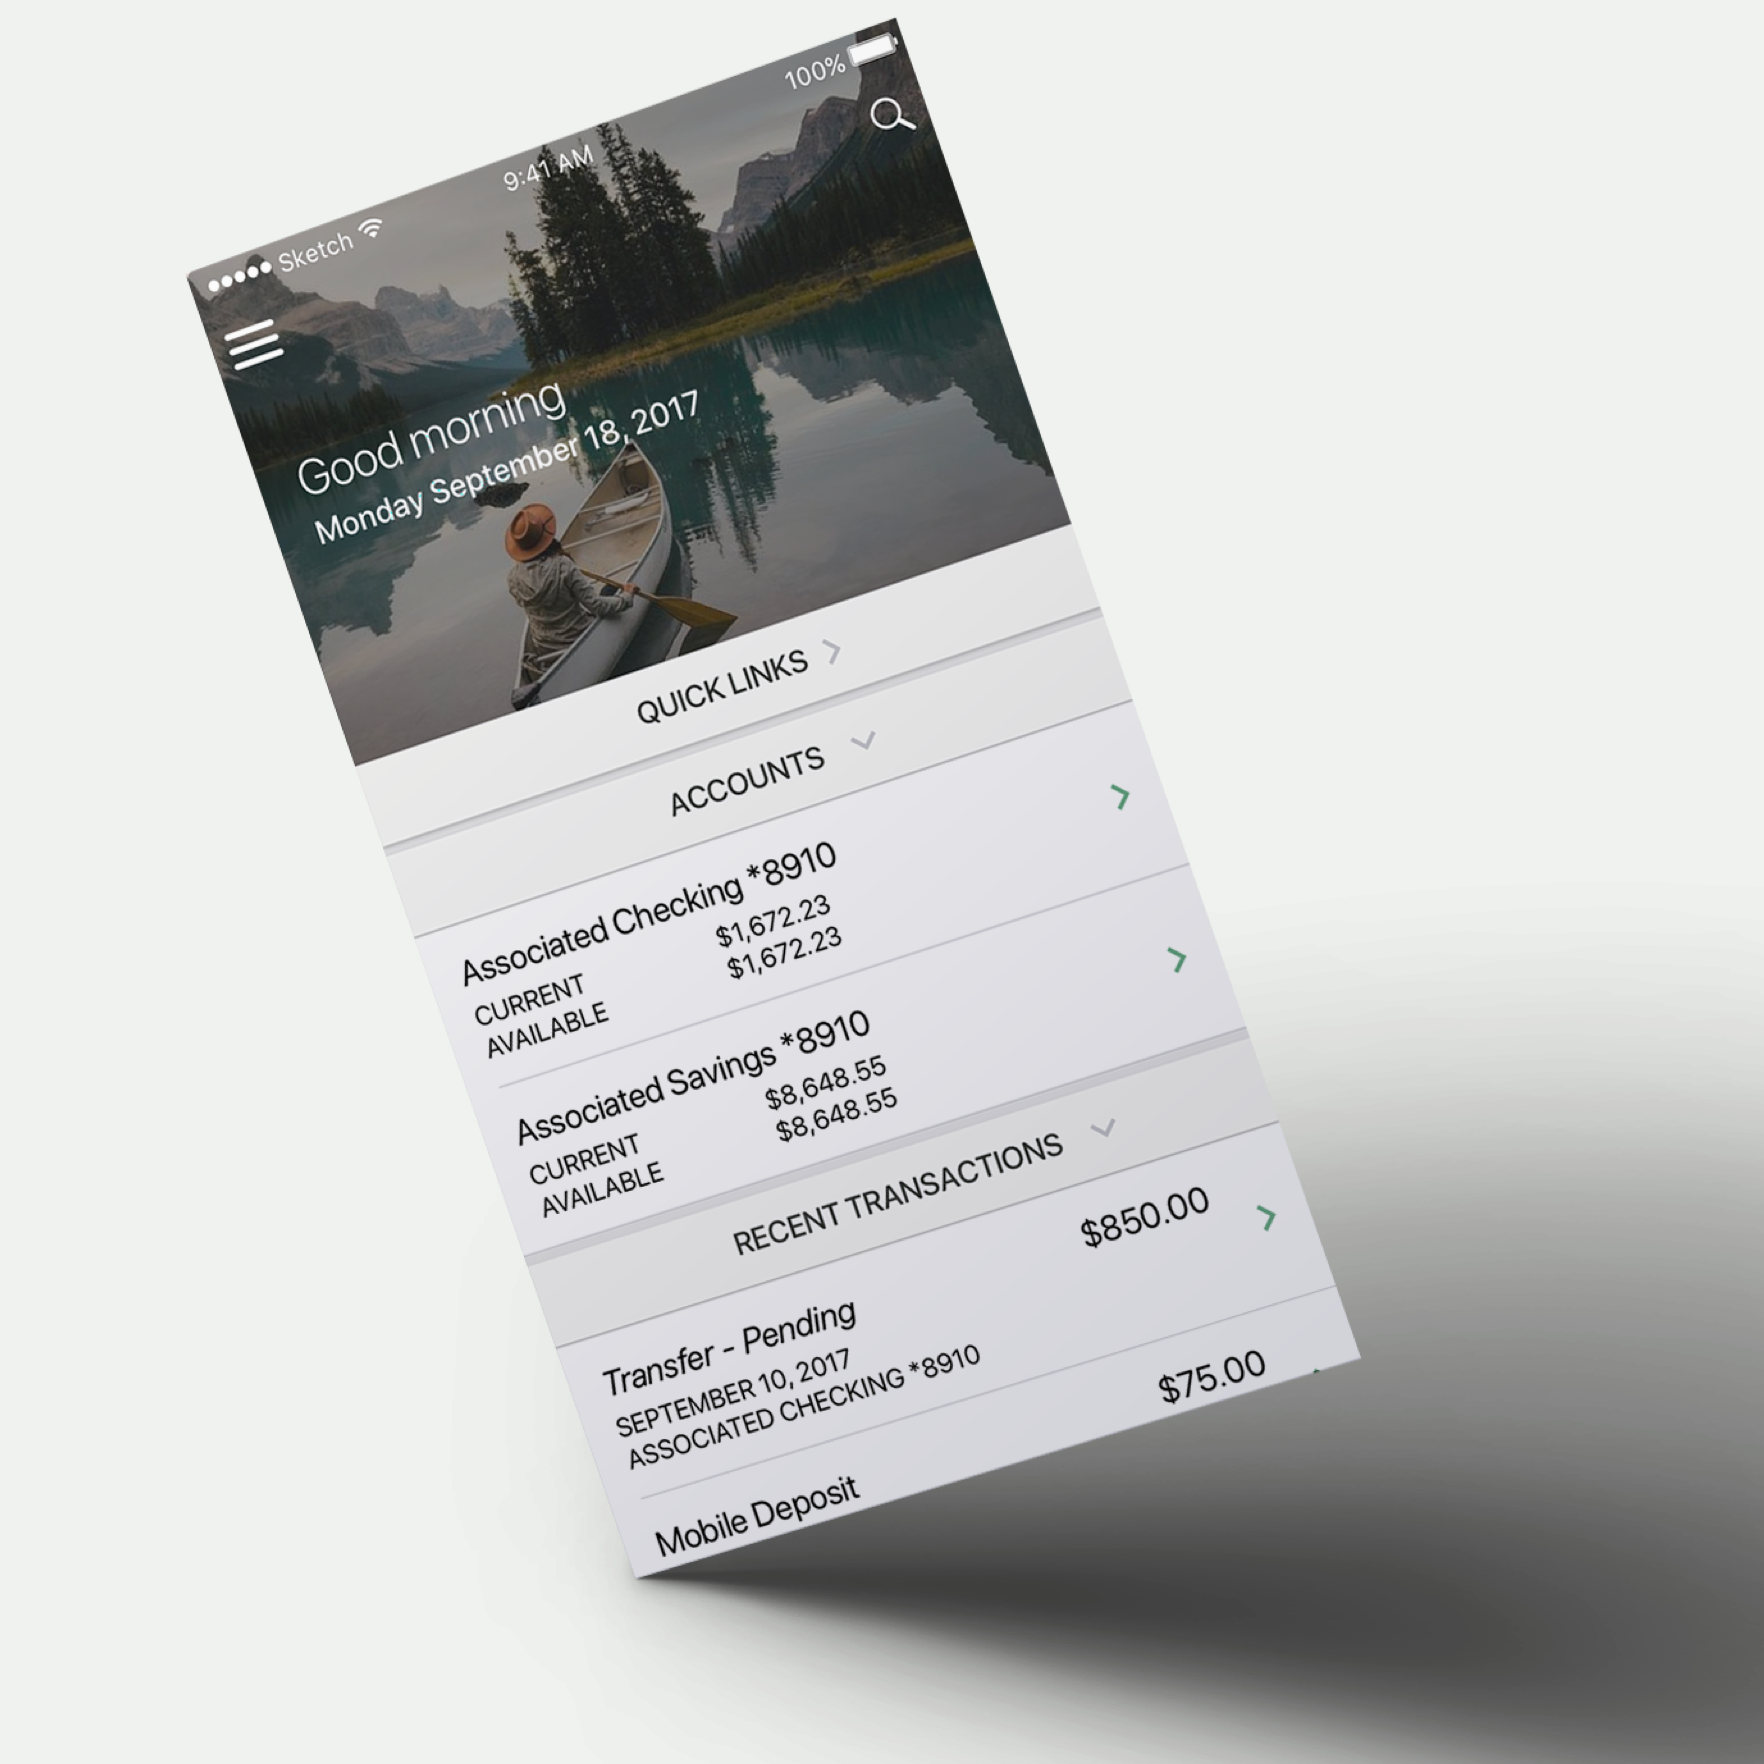 ●●●●● Sketch 9:41 AM 100%
Good morning
Monday September 18, 2017
QUICK LINKS
ACCOUNTS
Associated Checking *8910
CURRENT $1,672.23
AVAILABLE $1,672.23
Associated Savings *8910
CURRENT $8,648.55
AVAILABLE $8,648.55
RECENT TRANSACTIONS
Transfer - Pending $850.00
SEPTEMBER 10, 2017
ASSOCIATED CHECKING *8910
Mobile Deposit $75.00